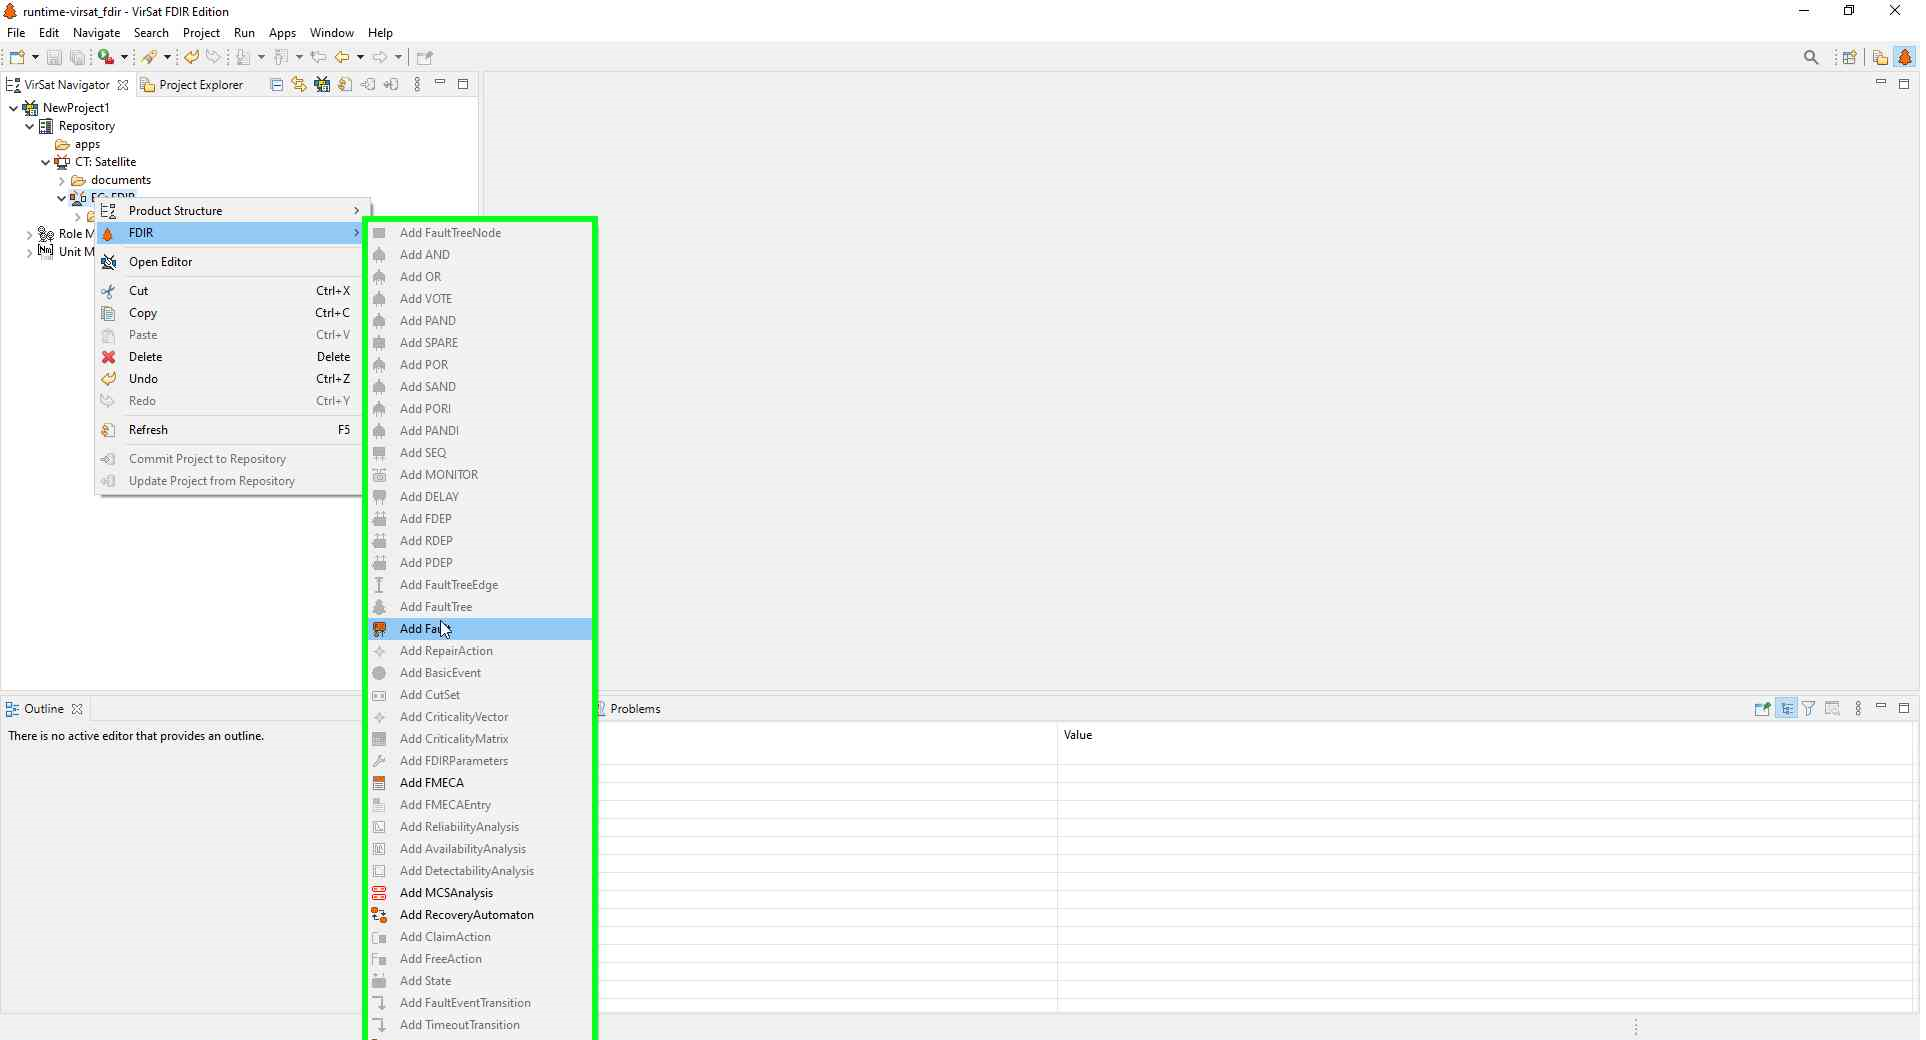 runtime-virsat_fdir - VirSat FDIR Edition
File Edit Navigate Search Project Run Apps Window Help
VirSat Navigator Project Explorer
NewProject1
Repository
apps
CT: Satellite
documents
EC: FDIR
Product Structure
Role M
FDIR
Unit M
Open Editor
Cut Ctrl+X
Copy Ctrl+C
Paste Ctrl+V
Delete Delete
Undo Ctrl+Z
Redo Ctrl+Y
Refresh F5
Commit Project to Repository
Update Project from Repository
Add FaultTreeNode
Add AND
Add OR
Add VOTE
Add PAND
Add SPARE
Add POR
Add SAND
Add PORI
Add PANDI
Add SEQ
Add MONITOR
Add DELAY
Add FDEP
Add RDEP
Add PDEP
Add FaultTreeEdge
Add FaultTree
Add Fault
Add RepairAction
Add BasicEvent
Add CutSet
Add CriticalityVector
Add CriticalityMatrix
Add FDIRParameters
Add FMECA
Add FMECAEntry
Add ReliabilityAnalysis
Add AvailabilityAnalysis
Add DetectabilityAnalysis
Add MCSAnalysis
Add RecoveryAutomaton
Add ClaimAction
Add FreeAction
Add State
Add FaultEventTransition
Add TimeoutTransition
Outline
There is no active editor that provides an outline.
Problems
Value